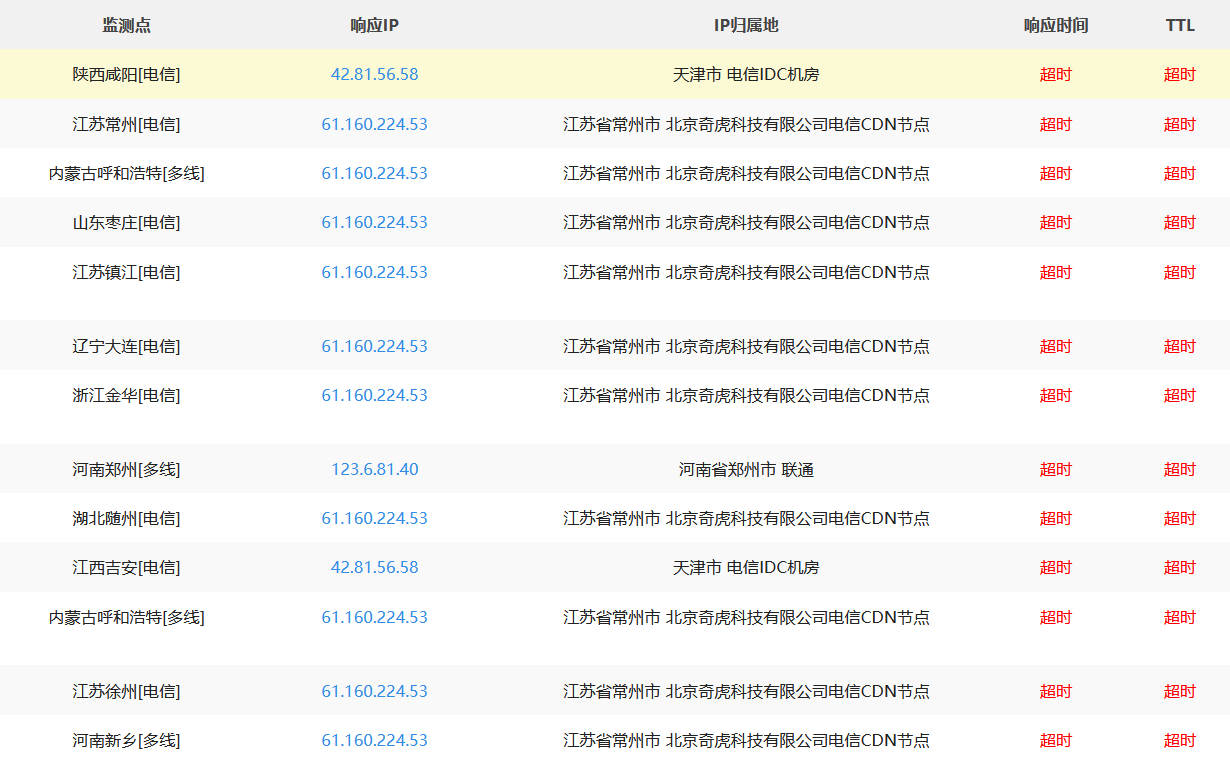 监测点 响应IP IP归属地 响应时间 TTL
陕西咸阳[电信] 42.81.56.58 天津市 电信IDC机房 超时 超时
江苏常州[电信] 61.160.224.53 江苏省常州市 北京奇虎科技有限公司电信CDN节点 超时 超时
内蒙古呼和浩特[多线] 61.160.224.53 江苏省常州市 北京奇虎科技有限公司电信CDN节点 超时 超时
山东枣庄[电信] 61.160.224.53 江苏省常州市 北京奇虎科技有限公司电信CDN节点 超时 超时
江苏镇江[电信] 61.160.224.53 江苏省常州市 北京奇虎科技有限公司电信CDN节点 超时 超时
辽宁大连[电信] 61.160.224.53 江苏省常州市 北京奇虎科技有限公司电信CDN节点 超时 超时
浙江金华[电信] 61.160.224.53 江苏省常州市 北京奇虎科技有限公司电信CDN节点 超时 超时
河南郑州[多线] 123.6.81.40 河南省郑州市 联通 超时 超时
湖北随州[电信] 61.160.224.53 江苏省常州市 北京奇虎科技有限公司电信CDN节点 超时 超时
江西吉安[电信] 42.81.56.58 天津市 电信IDC机房 超时 超时
内蒙古呼和浩特[多线] 61.160.224.53 江苏省常州市 北京奇虎科技有限公司电信CDN节点 超时 超时
江苏徐州[电信] 61.160.224.53 江苏省常州市 北京奇虎科技有限公司电信CDN节点 超时 超时
河南新乡[多线] 61.160.224.53 江苏省常州市 北京奇虎科技有限公司电信CDN节点 超时 超时